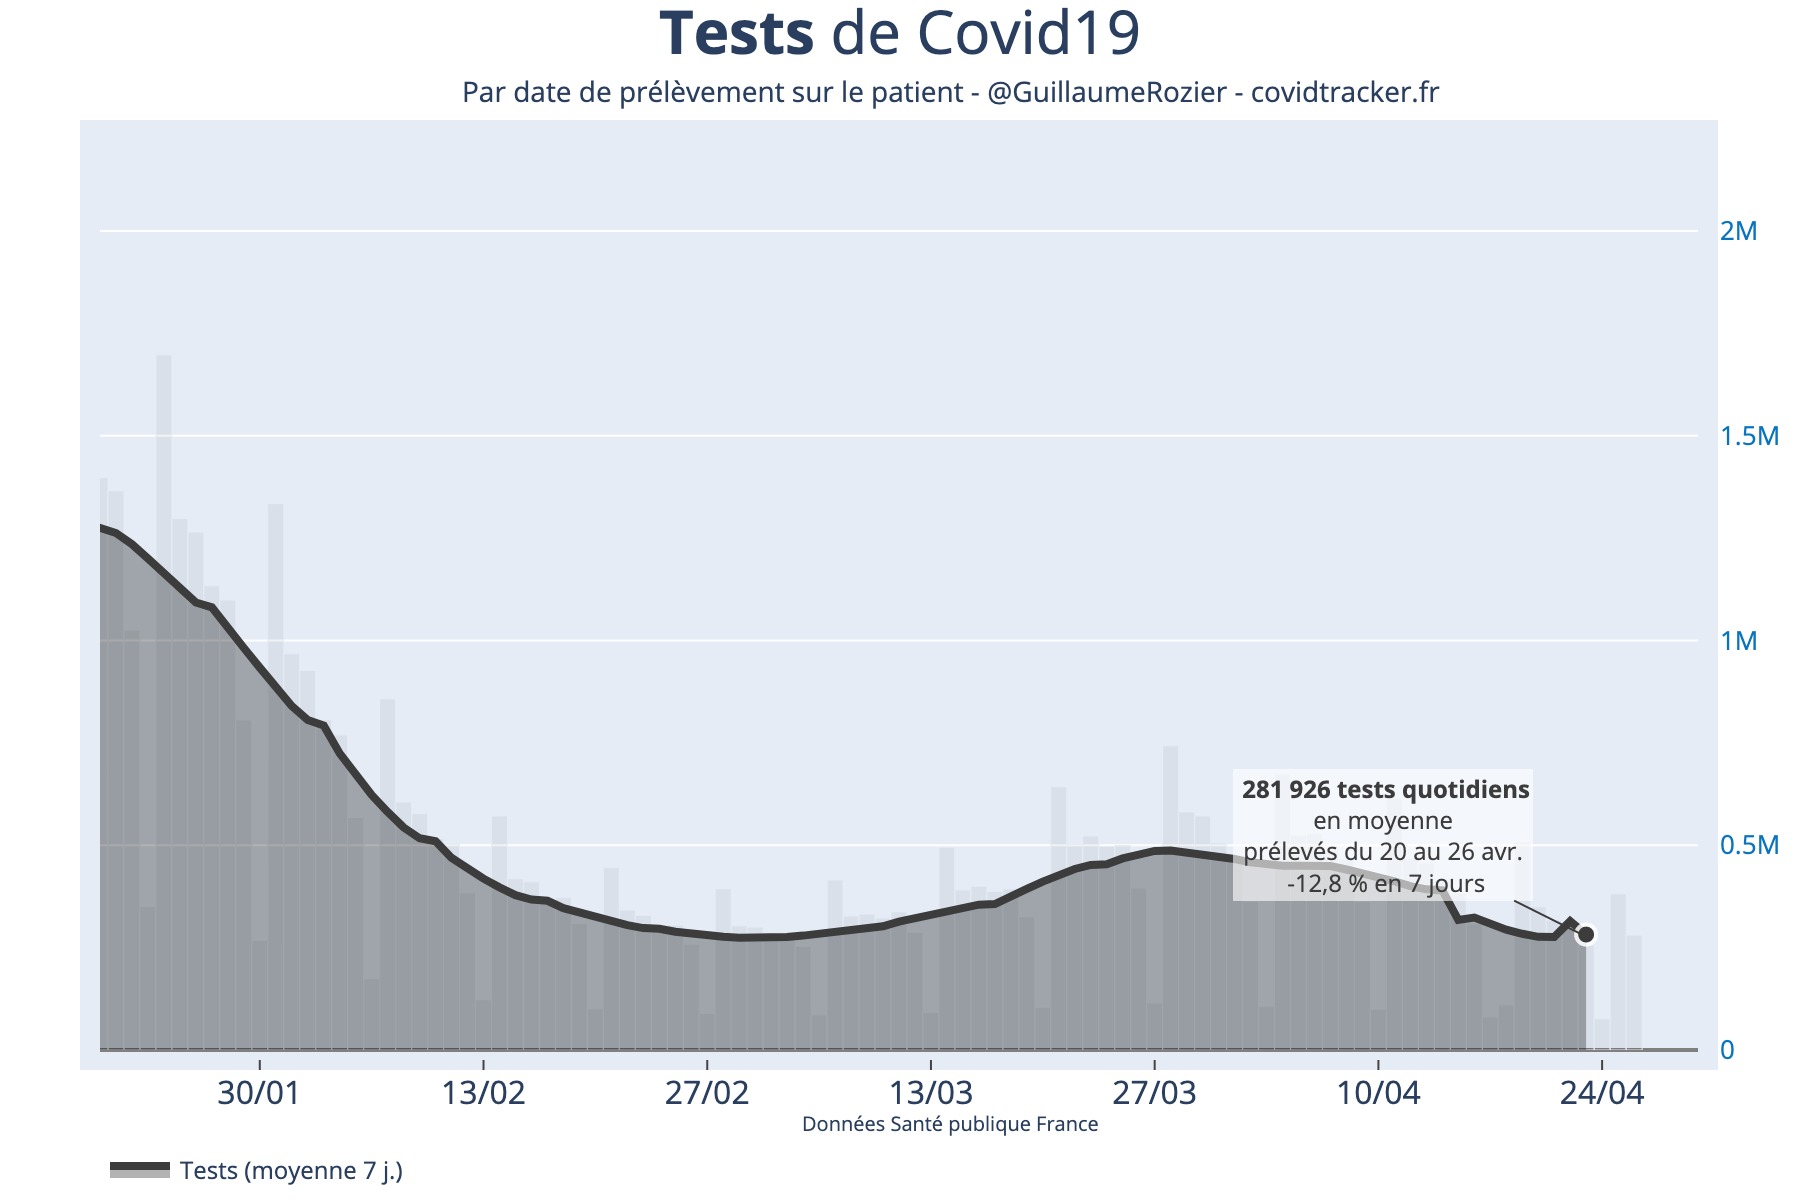 Tests de Covid19
Par date de prélèvement sur le patient - @GuillaumeRozier - covidtracker.fr
2M
1.5M
1M
281 926 tests quotidiens
en moyenne
prélevés du 20 au 26 avr.
-12,8 % en 7 jours
0.5M
0
30/01 13/02 27/02 13/03 27/03 10/04 24/04
Données Santé publique France
Tests (moyenne 7 j.)